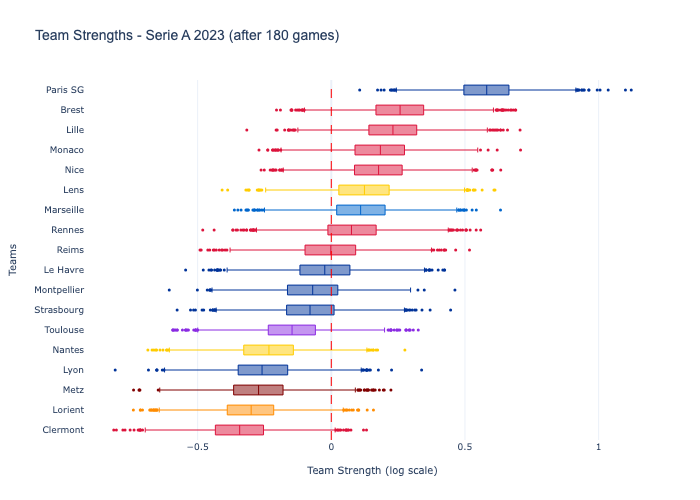 Team Strengths - Serie A 2023 (after 180 games)
Paris SG
Brest
Lille
Monaco
Nice
Lens
Marseille
Rennes
Reims
Le Havre
Montpellier
Strasbourg
Toulouse
Nantes
Lyon
Metz
Lorient
Clermont
Teams
−0.5 0 0.5 1
Team Strength (log scale)